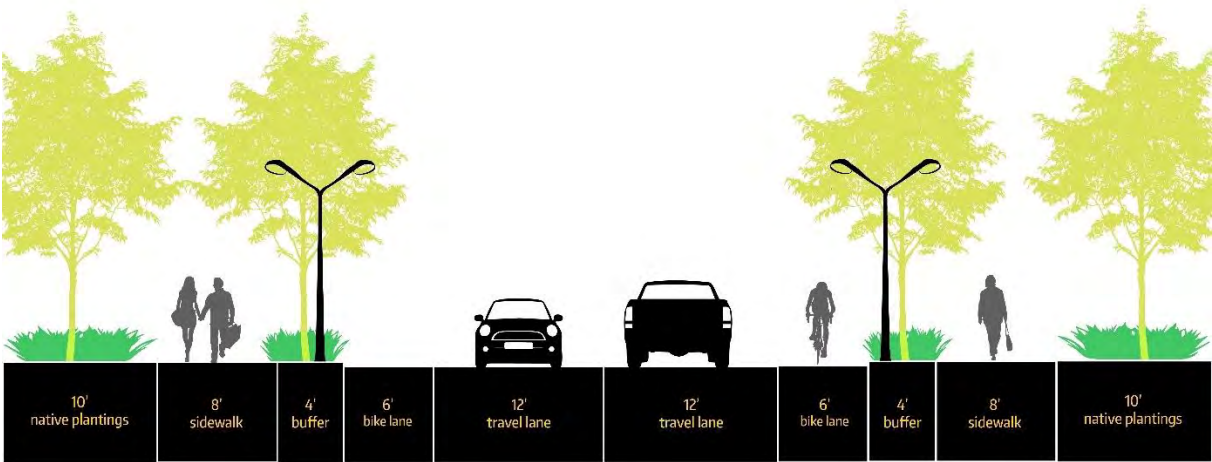 10'
native plantings
8'
sidewalk
4'
buffer
6'
bike lane
12'
travel lane
12'
travel lane
6'
bike lane
4'
buffer
8'
sidewalk
10'
native plantings